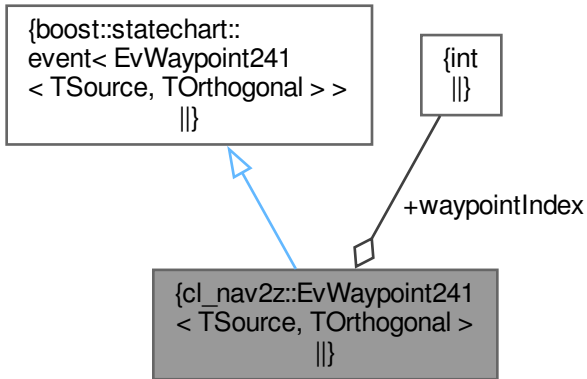 {boost::statechart::
event< EvWaypoint241
< TSource, TOrthogonal > >
||}
{int
||}
+waypointIndex
{cl_nav2z::EvWaypoint241
< TSource, TOrthogonal >
||}